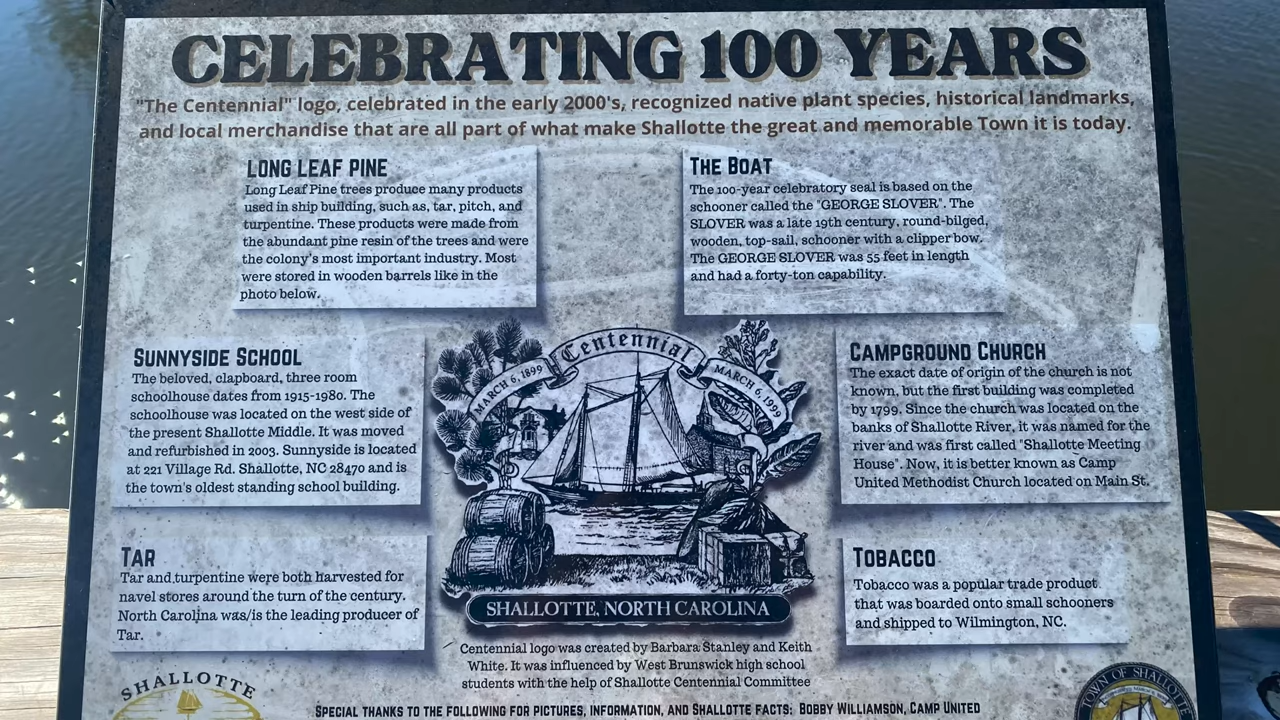 CELEBRATING 100 YEARS
"The Centennial" logo, celebrated in the early 2000's, recognized native plant species, historical landmarks,
and local merchandise that are all part of what make Shallotte the great and memorable Town it is today.
LONG LEAF PINE
Long Leaf Pine trees produce many products
used in ship building, such as, tar, pitch, and
turpentine. These products were made from
the abundant pine resin of the trees and were
the colony's most important industry. Most
were stored in wooden barrels like in the
photo below.
THE BOAT
The 100-year celebratory seal is based on the
schooner called the "GEORGE SLOVER". The
SLOVER was a late 19th century, round-bilged,
wooden, top-sail, schooner with a clipper bow.
The GEORGE SLOVER was 55 feet in length
and had a forty-ton capability.
SUNNYSIDE SCHOOL
The beloved, clapboard, three room
schoolhouse dates from 1915-1980. The
schoolhouse was located on the west side of
the present Shallotte Middle. It was moved
and refurbished in 2003. Sunnyside is located
at 221 Village Rd. Shallotte, NC 28470 and is
the town's oldest standing school building.
Centennial
MARCH 6, 1899
MARCH 6, 1999
SHALLOTTE, NORTH CAROLINA
CAMPGROUND CHURCH
The exact date of origin of the church is not
known, but the first building was completed
by 1799. Since the church was located on the
banks of Shallotte River, it was named for the
river and was first called "Shallotte Meeting
House". Now, it is better known as Camp
United Methodist Church located on Main St.
TAR
Tar and turpentine were both harvested for
navel stores around the turn of the century.
North Carolina was/is the leading producer of
Tar.
TOBACCO
Tobacco was a popular trade product
that was boarded onto small schooners
and shipped to Wilmington, NC.
Centennial logo was created by Barbara Stanley and Keith
White. It was influenced by West Brunswick high school
students with the help of Shallotte Centennial Committee
SHALLOTTE
TOWN OF SHALLOTTE
SPECIAL THANKS TO THE FOLLOWING FOR PICTURES, INFORMATION, AND SHALLOTTE FACTS: BOBBY WILLIAMSON, CAMP UNITED